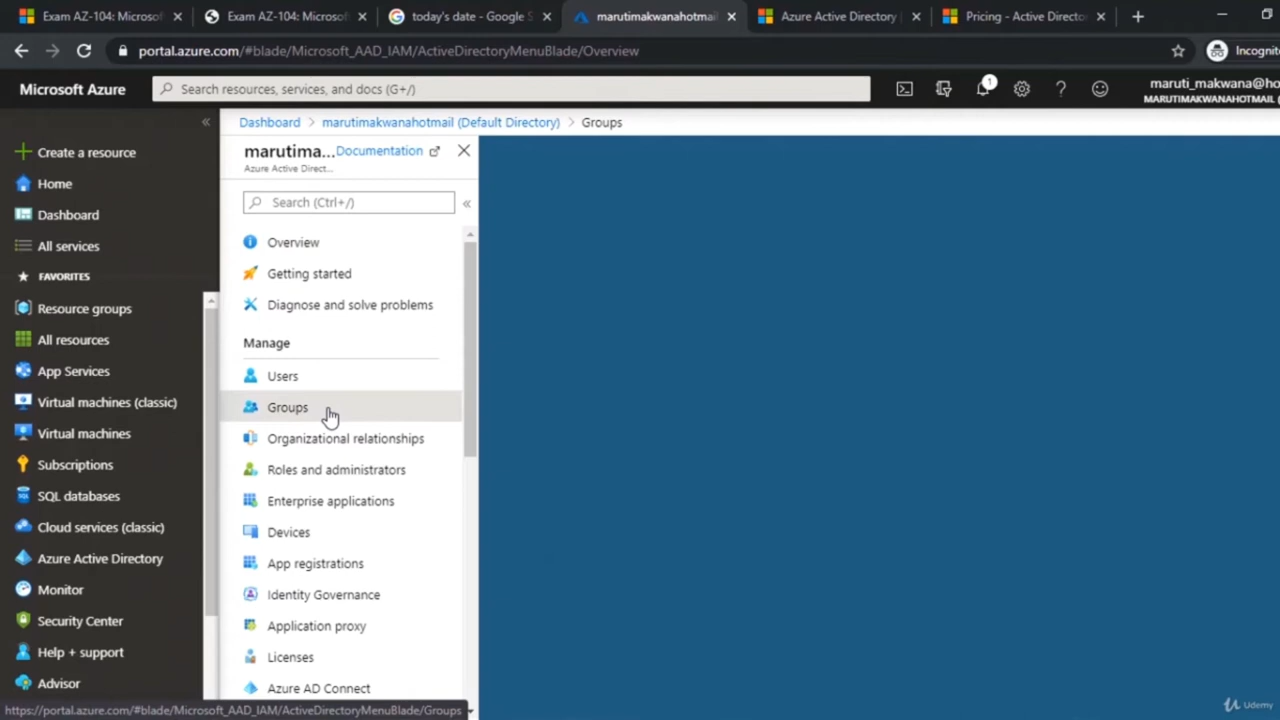 Exam AZ-104: Microsof
Exam AZ-104: Microsof
today's date - Google S
marutimakwanahotmail
Azure Active Directory
Pricing - Active Directo
portal.azure.com/#blade/Microsoft_AAD_IAM/ActiveDirectoryMenuBlade/Overview
Incognit
Microsoft Azure
Search resources, services, and docs (G+/)
1
maruti_makwana@ho
MARUTIMAKWANAHOTMAIL (
Dashboard > marutimakwanahotmail (Default Directory) > Groups
Create a resource
Home
Dashboard
All services
FAVORITES
Resource groups
All resources
App Services
Virtual machines (classic)
Virtual machines
Subscriptions
SQL databases
Cloud services (classic)
Azure Active Directory
Monitor
Security Center
Help + support
Advisor
marutima... Documentation
Azure Active Direct...
Search (Ctrl+/)
Overview
Getting started
Diagnose and solve problems
Manage
Users
Groups
Organizational relationships
Roles and administrators
Enterprise applications
Devices
App registrations
Identity Governance
Application proxy
Licenses
Azure AD Connect
https://portal.azure.com/#blade/Microsoft_AAD_IAM/ActiveDirectoryMenuBlade/Groups
Udemy